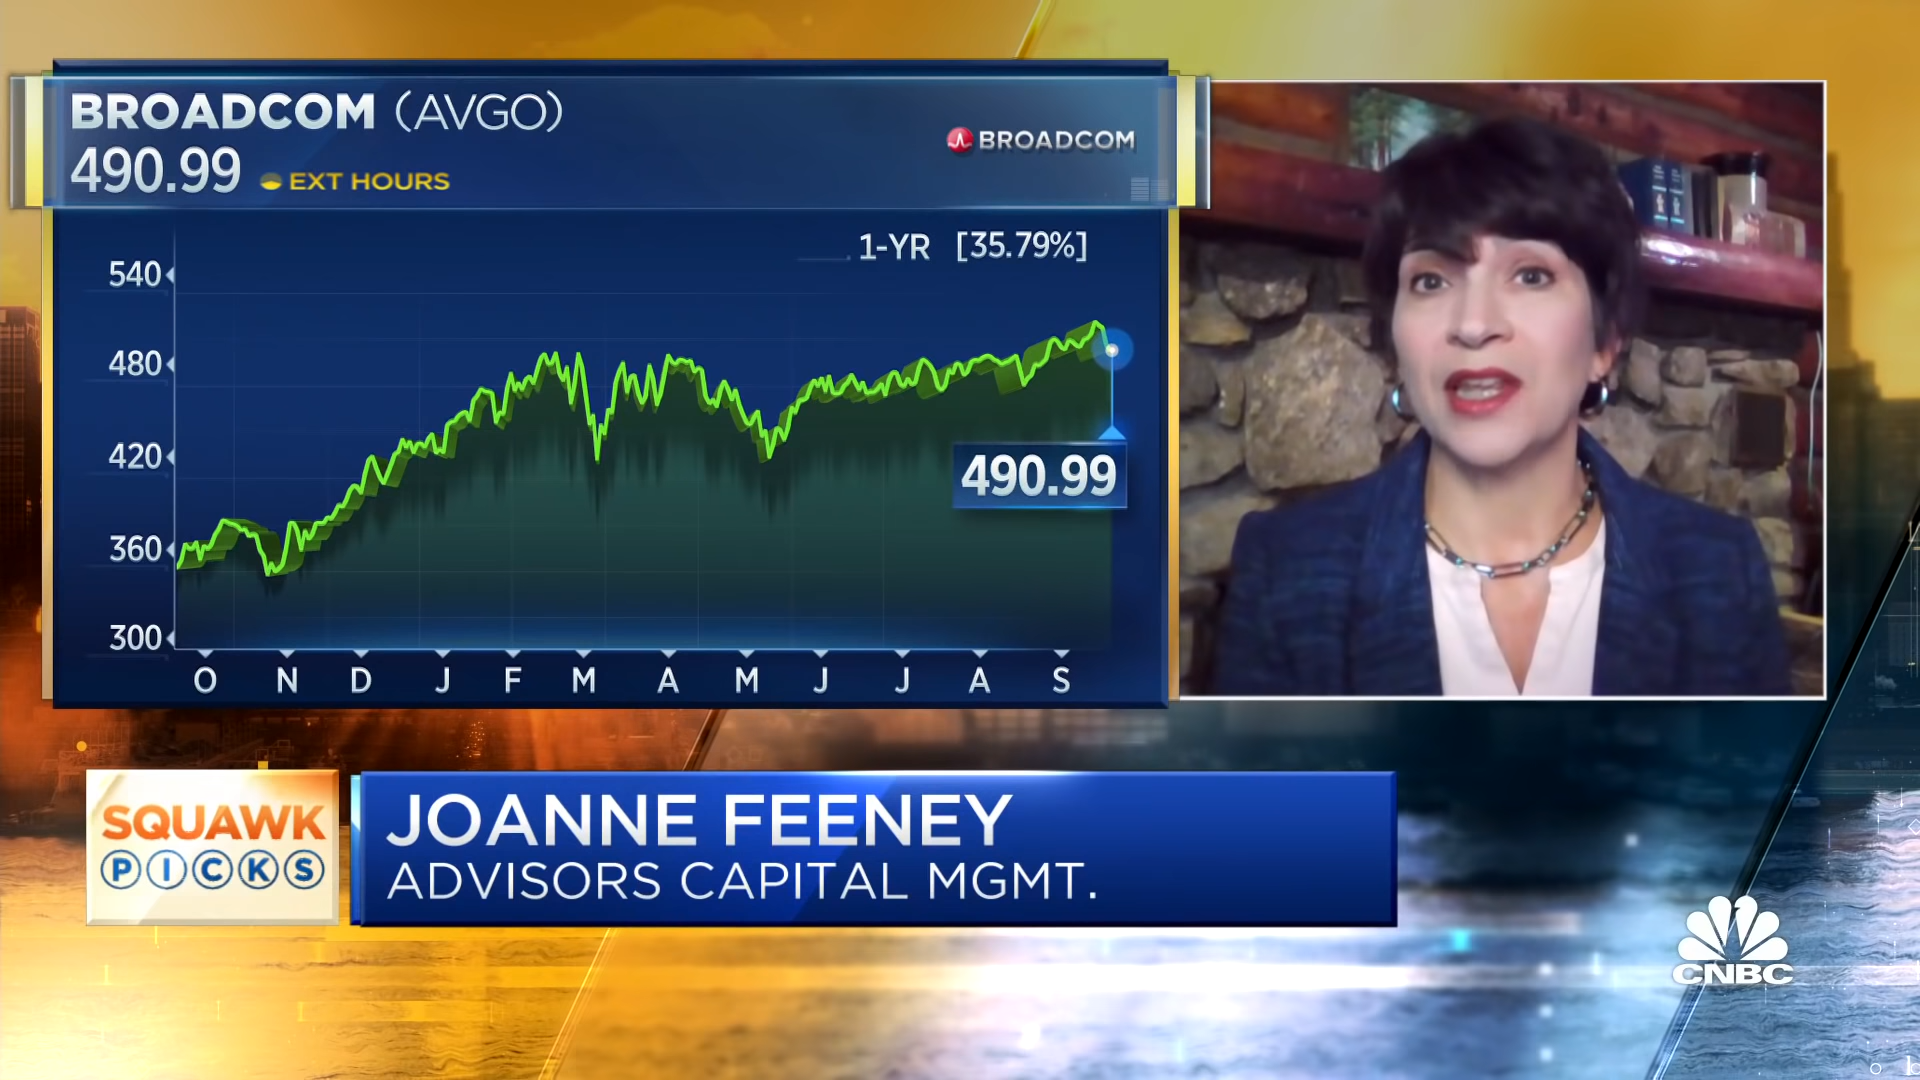 BROADCOM (AVGO)
490.99 EXT HOURS
BROADCOM
1-YR [35.79%]
540
480
420
360
300
490.99
O N D J F M A M J J A S
SQUAWK
PICKS
JOANNE FEENEY
ADVISORS CAPITAL MGMT.
CNBC